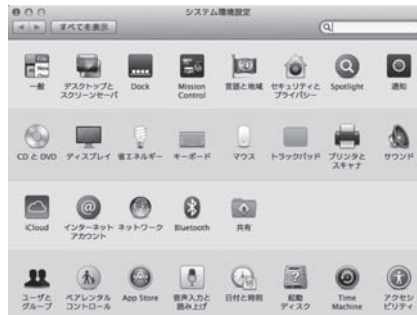 システム環境設定
すべてを表示
一般
デスクトップと
スクリーンセーバ
Dock
Mission
Control
言語と地域
セキュリティと
プライバシー
Spotlight
通知
CD と DVD
ディスプレイ
省エネルギー
キーボード
マウス
トラックパッド
プリンタと
スキャナ
サウンド
iCloud
インターネット
アカウント
ネットワーク
Bluetooth
共有
ユーザと
グループ
ペアレンタル
コントロール
App Store
音声入力と
読み上げ
日付と時刻
起動
ディスク
Time
Machine
アクセシ
ビリティ